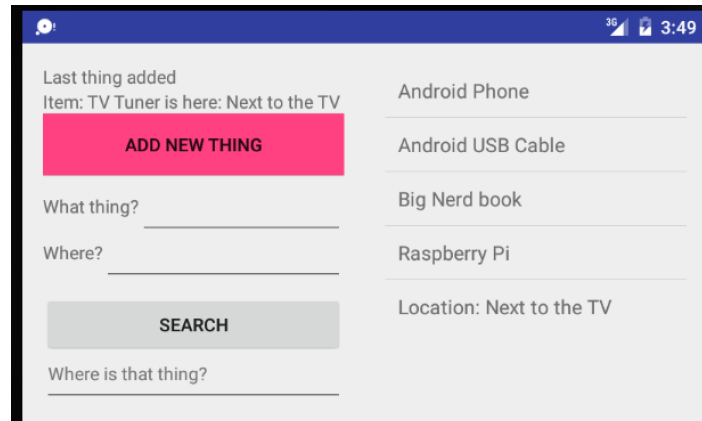 3G
3:49
Last thing added
Item: TV Tuner is here: Next to the TV
ADD NEW THING
What thing?
Where?
SEARCH
Where is that thing?
Android Phone
Android USB Cable
Big Nerd book
Raspberry Pi
Location: Next to the TV